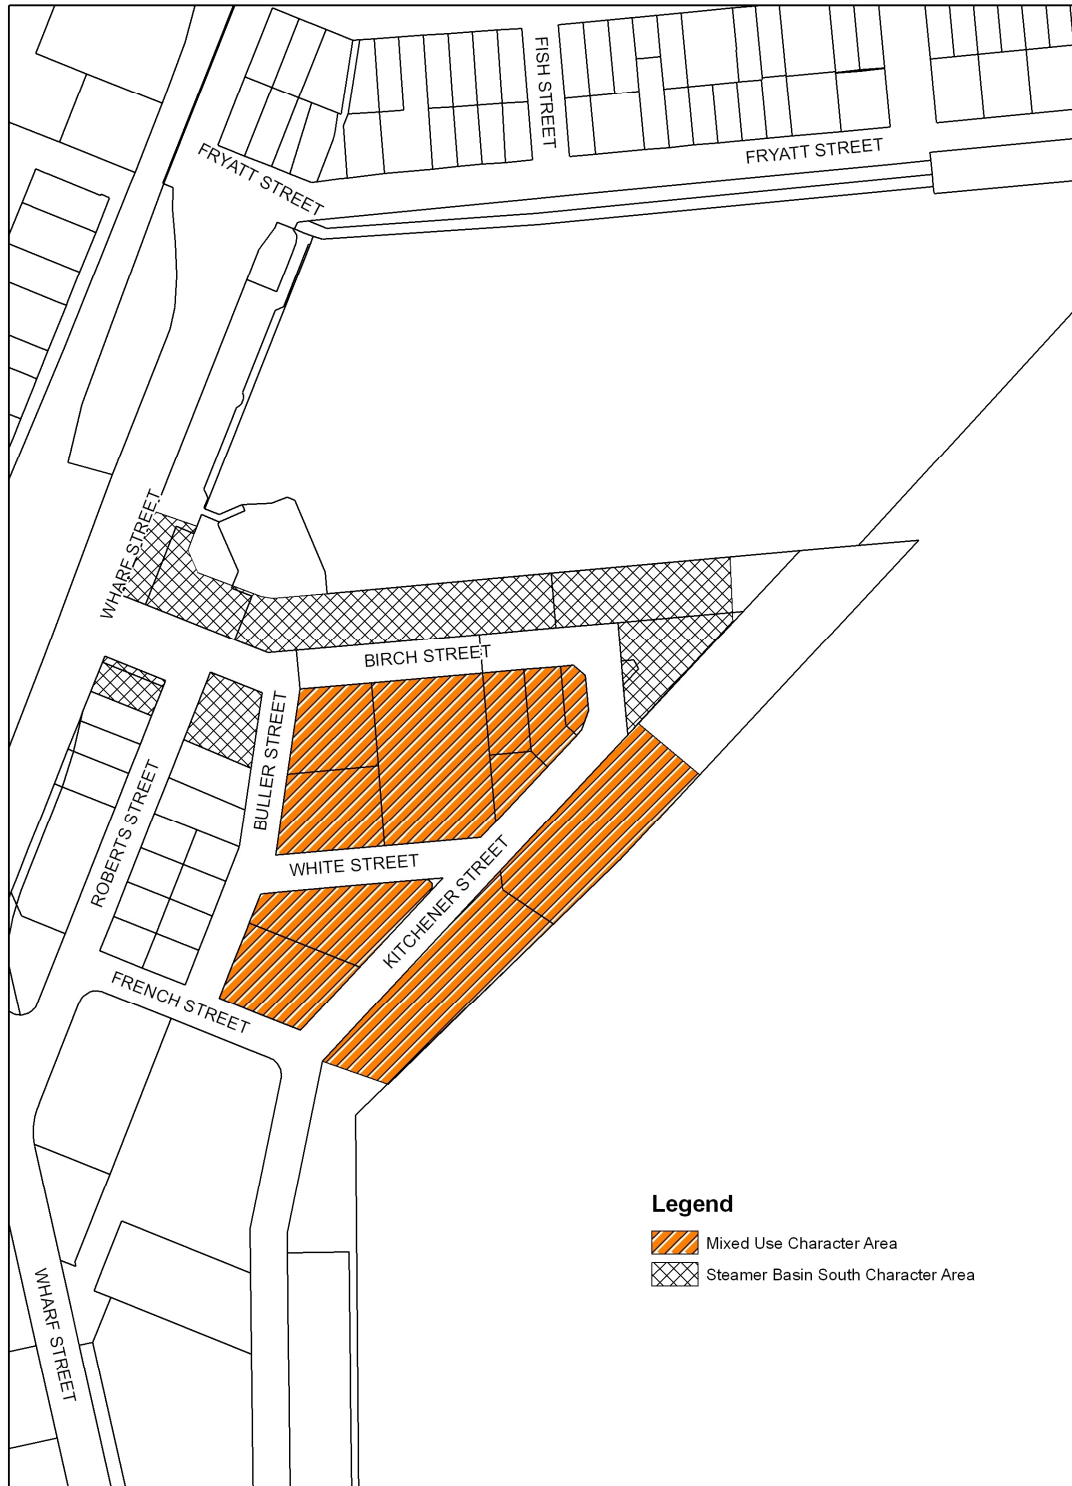 FISH STREET
FRYATT STREET
FRYATT STREET
WHARF STREET
BIRCH STREET
BULLER STREET
ROBERTS STREET
WHITE STREET
KITCHENER STREET
FRENCH STREET
Legend
Mixed Use Character Area
Steamer Basin South Character Area
WHARF STREET